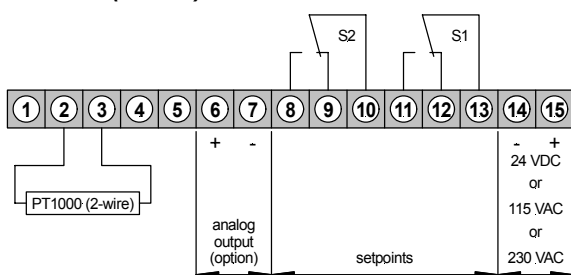 S2
S1
1 2 3 4 5 6 7 8 9 10 11 12 13 14 15
+ - - +
PT1000 (2-wire)
analog
output
(option)
setpoints
24 VDC
or
115 VAC
or
230 VAC